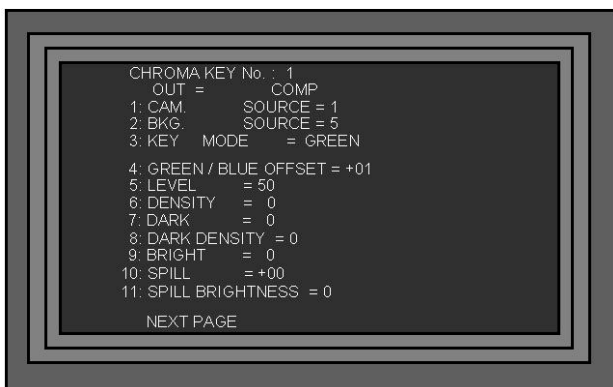 CHROMA KEY No. : 1
OUT = COMP
1: CAM. SOURCE = 1
2: BKG. SOURCE = 5
3: KEY MODE = GREEN
4: GREEN / BLUE OFFSET = +01
5: LEVEL = 50
6: DENSITY = 0
7: DARK = 0
8: DARK DENSITY = 0
9: BRIGHT = 0
10: SPILL = +00
11: SPILL BRIGHTNESS = 0
NEXT PAGE